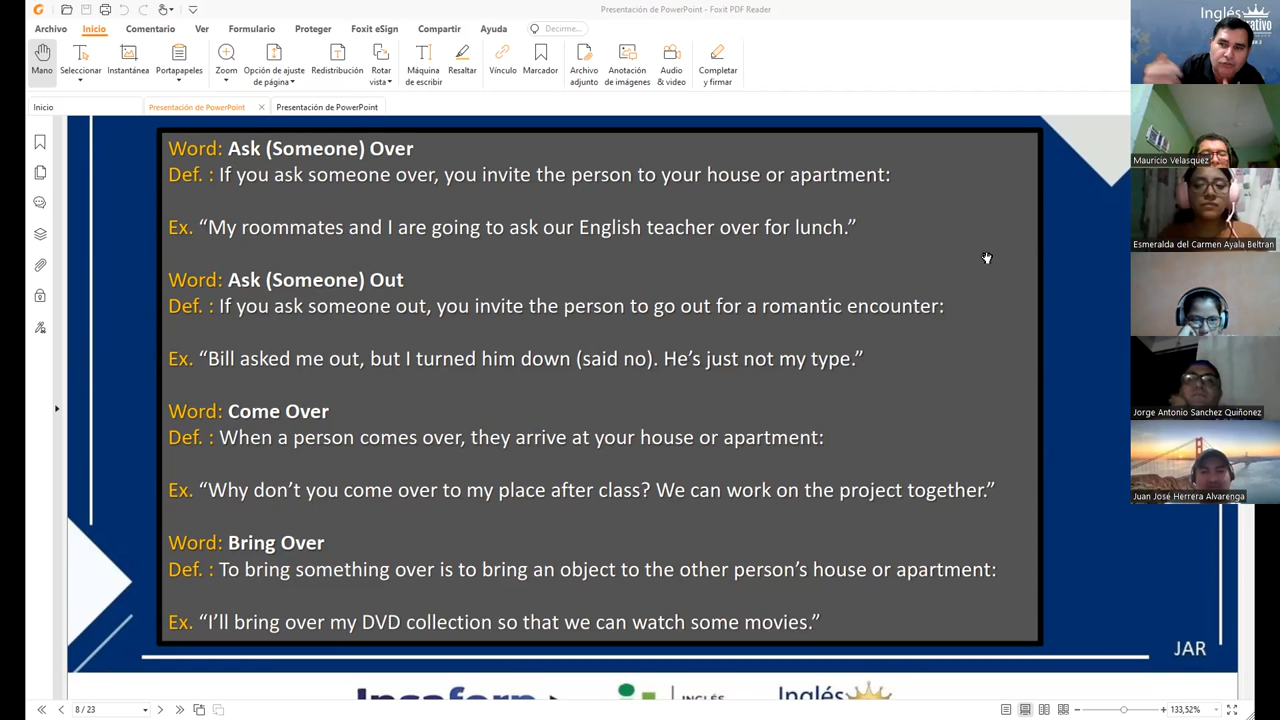 Presentación de PowerPoint - Foxit PDF Reader
Archivo Inicio Comentario Ver Formulario Proteger Foxit eSign Compartir Ayuda Decirme...
Mano Seleccionar Instantánea Portapapeles Zoom Opción de ajuste de página Redistribución Rotar vista Máquina de escribir Resaltar Vínculo Marcador Archivo adjunto Anotación de imágenes Audio & video Completar y firmar
Inicio Presentación de PowerPoint Presentación de PowerPoint
Word: Ask (Someone) Over
Def. : If you ask someone over, you invite the person to your house or apartment:
Ex. “My roommates and I are going to ask our English teacher over for lunch.”
Word: Ask (Someone) Out
Def. : If you ask someone out, you invite the person to go out for a romantic encounter:
Ex. “Bill asked me out, but I turned him down (said no). He’s just not my type.”
Word: Come Over
Def. : When a person comes over, they arrive at your house or apartment:
Ex. “Why don’t you come over to my place after class? We can work on the project together.”
Word: Bring Over
Def. : To bring something over is to bring an object to the other person’s house or apartment:
Ex. “I’ll bring over my DVD collection so that we can watch some movies.”
JAR
INGLÉS
Inglés
8 / 23
133,52%
Inglés
Mauricio Velasquez
Esmeralda del Carmen Ayala Beltran
Jorge Antonio Sanchez Quiñonez
Juan José Herrera Alvarenga